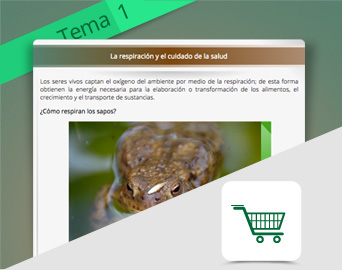 Tema 1
La respiración y el cuidado de la salud
Los seres vivos captan el oxígeno del ambiente por medio de la respiración; de esta forma
obtienen la energía necesaria para la elaboración o transformación de los alimentos, el
crecimiento y el transporte de sustancias.
¿Cómo respiran los sapos?